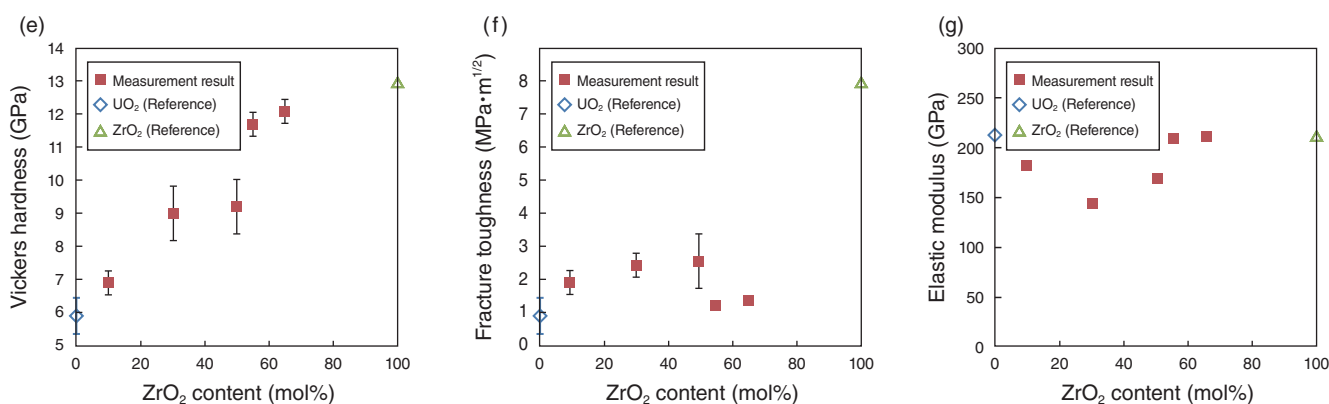 (e)
Vickers hardness (GPa)
14
13
12
11
10
9
8
7
6
5
Measurement result
UO₂ (Reference)
ZrO₂ (Reference)
0
20
40
60
80
100
ZrO₂ content (mol%)
(f)
Fracture toughness (MPa·m¹/²)
9
8
7
6
5
4
3
2
1
0
Measurement result
UO₂ (Reference)
ZrO₂ (Reference)
0
20
40
60
80
100
ZrO₂ content (mol%)
(g)
Elastic modulus (GPa)
300
250
200
150
100
50
0
Measurement result
UO₂ (Reference)
ZrO₂ (Reference)
0
20
40
60
80
100
ZrO₂ content (mol%)